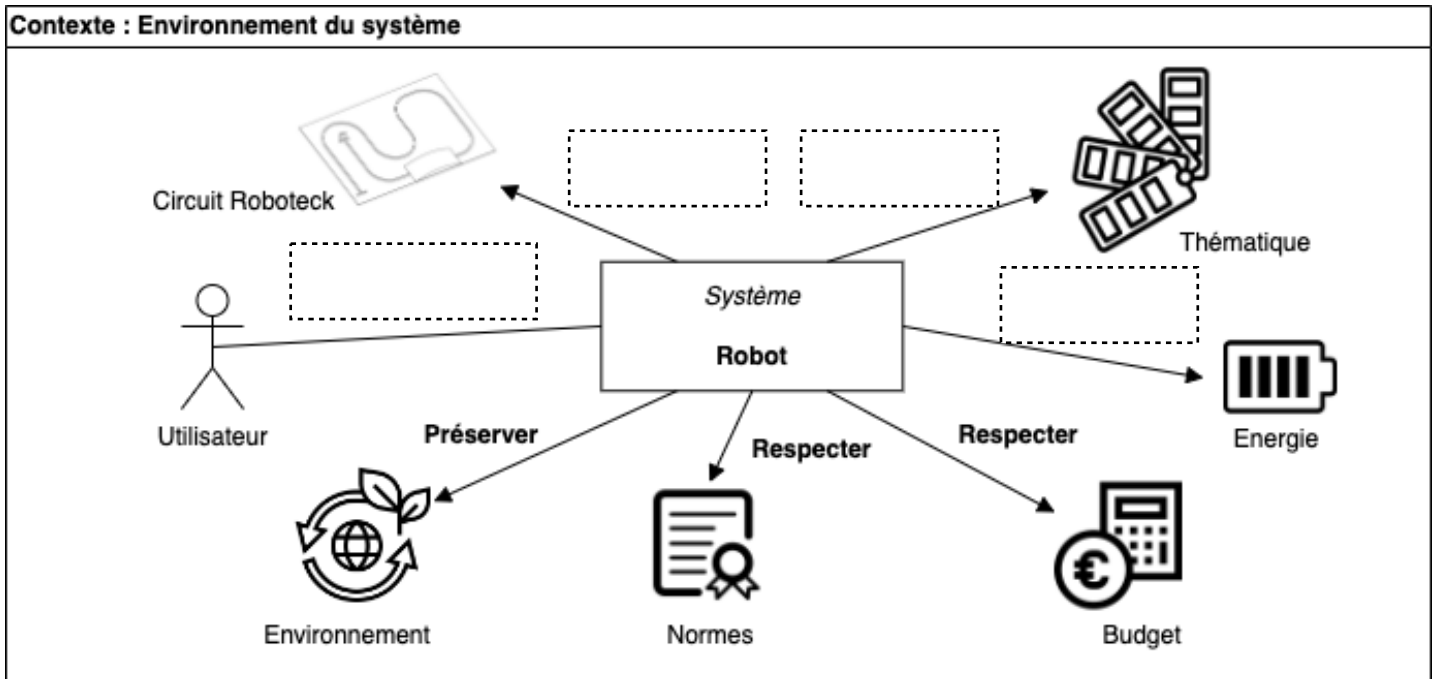 Contexte : Environnement du système
Circuit Roboteck
Thématique
Système
Robot
Utilisateur
Energie
Préserver
Respecter
Respecter
Environnement
Normes
Budget
€